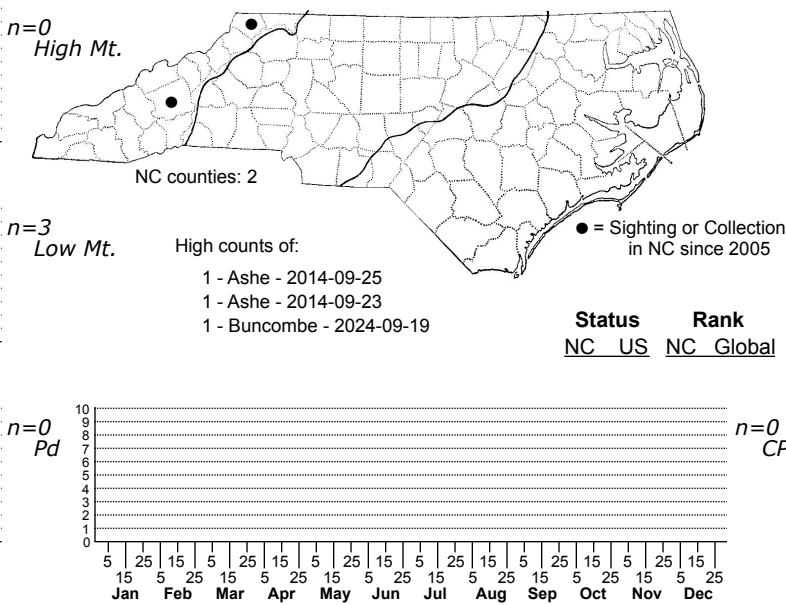 n=0
High Mt.
NC counties: 2
n=3
Low Mt.
High counts of:
1 - Ashe - 2014-09-25
1 - Ashe - 2014-09-23
1 - Buncombe - 2024-09-19
● = Sighting or Collection
in NC since 2005
Status Rank
NC US NC Global
n=0
Pd
10
9
8
7
6
5
4
3
2
1
0
n=0
CP
5 25 15 5 25 15 5 25 15 5 25 15 5 25 15 5 25 15
15 5 25 15 5 25 15 5 25 15 5 25 15 5 25 15 5 25
Jan Feb Mar Apr May Jun Jul Aug Sep Oct Nov Dec